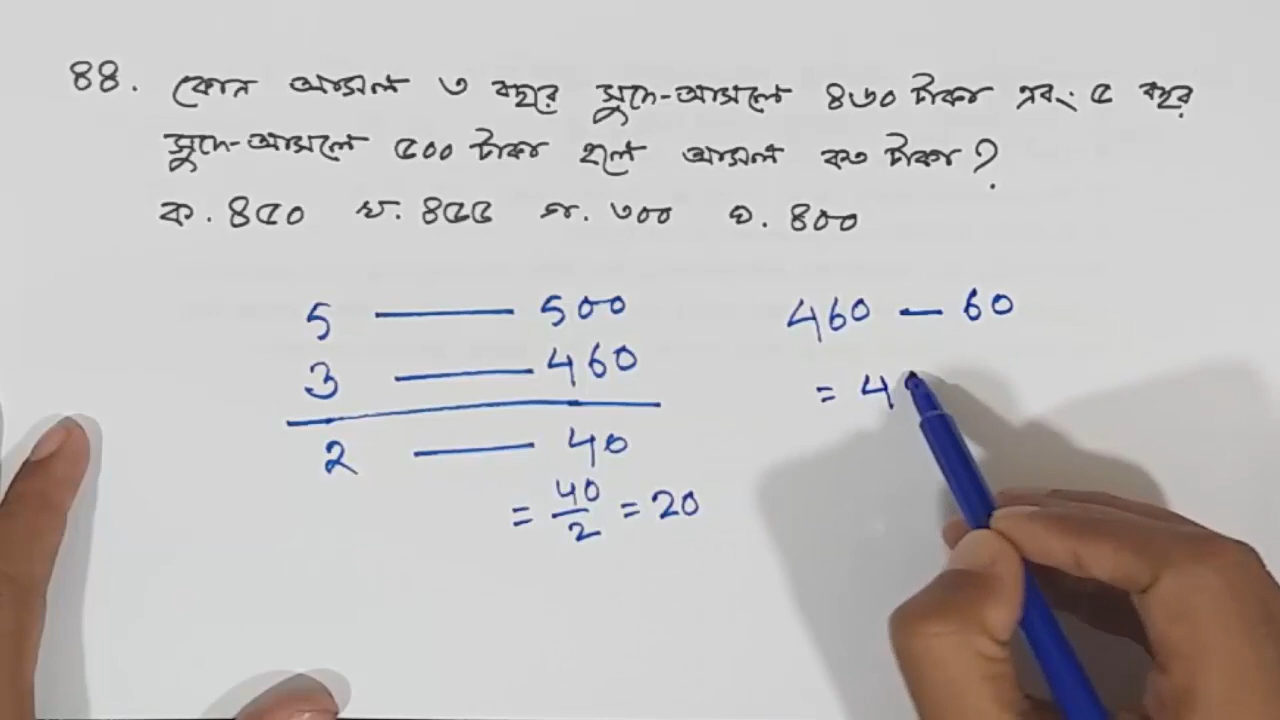 ৪৪. কোন আসল ৩ বছরে সুদে-আসলে ৪৬০ টাকা এবং ৫ বছরে
সুদে-আসলে ৫০০ টাকা হলে আসল কত টাকা?
ক. ৪৫০ খ. ৪৫৫ গ. ৩০০ ঘ. ৪০০
5 — 500
3 — 460
2 — 40
= 40/2 = 20
460 — 60
= 4